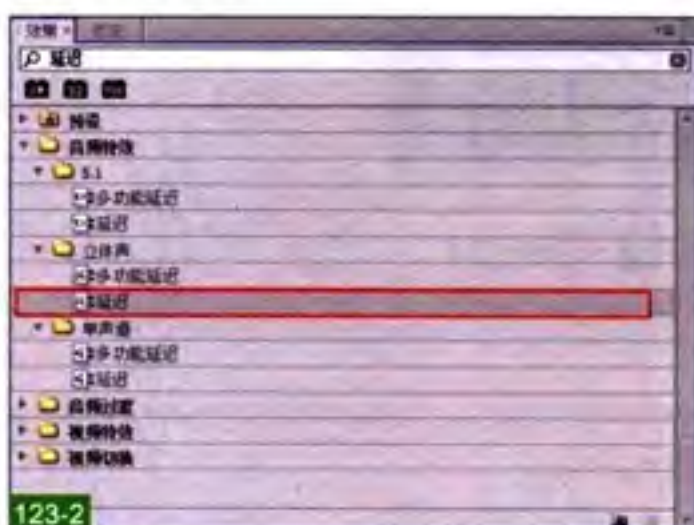 效果 ×
延迟
预设
音频特效
5.1
多功能延迟
延迟
立体声
多功能延迟
延迟
单声道
多功能延迟
延迟
音频过渡
视频特效
视频切换
123-2